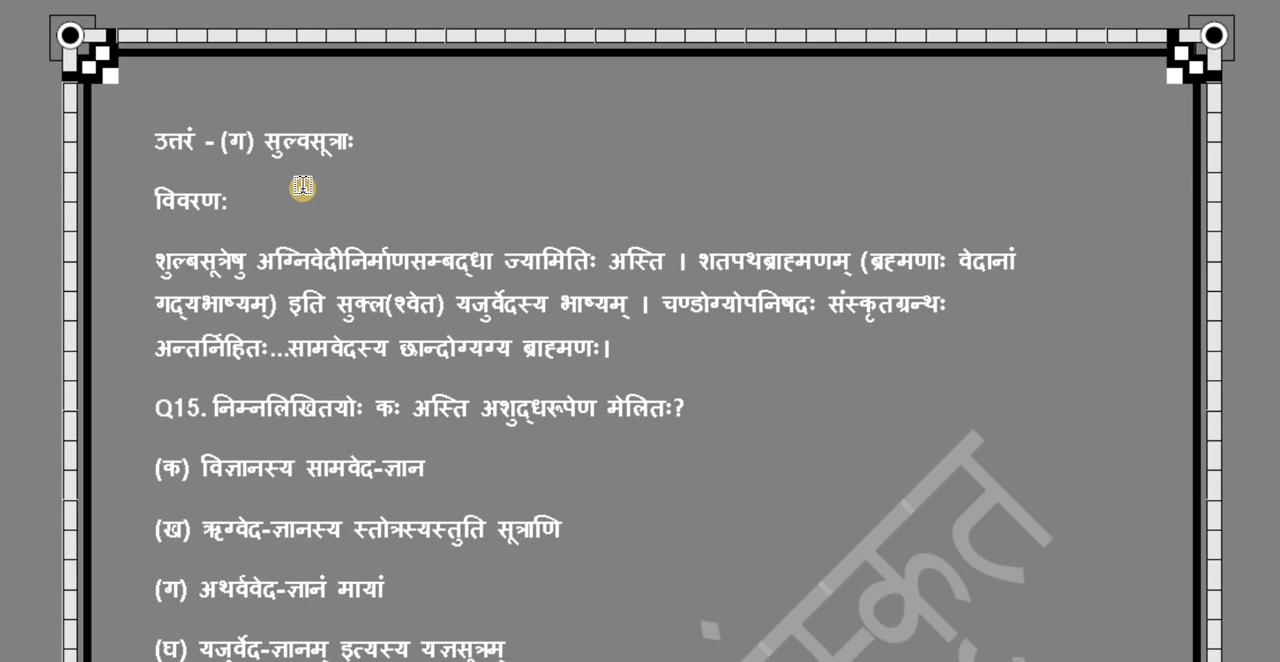 उत्तरं - (ग) सुल्वसूत्राः
विवरण:
शुल्बसूत्रेषु अग्निवेदीनिर्माणसम्बद्धा ज्यामितिः अस्ति । शतपथब्राह्मणम् (ब्रह्मणाः वेदानां
गद्यभाष्यम्) इति सुक्ल(श्वेत) यजुर्वेदस्य भाष्यम् । चण्डोग्योपनिषदः संस्कृतग्रन्थः
अन्तर्निहितः...सामवेदस्य छान्दोग्यग्य ब्राह्मणः।
Q15. निम्नलिखितयोः कः अस्ति अशुद्धरूपेण मेलितः?
(क) विज्ञानस्य सामवेद-ज्ञान
(ख) ऋग्वेद-ज्ञानस्य स्तोत्रस्यस्तुति सूत्राणि
(ग) अथर्ववेद-ज्ञानं मायां
(घ) यजुर्वेद-ज्ञानम् इत्यस्य यज्ञसूत्रम्